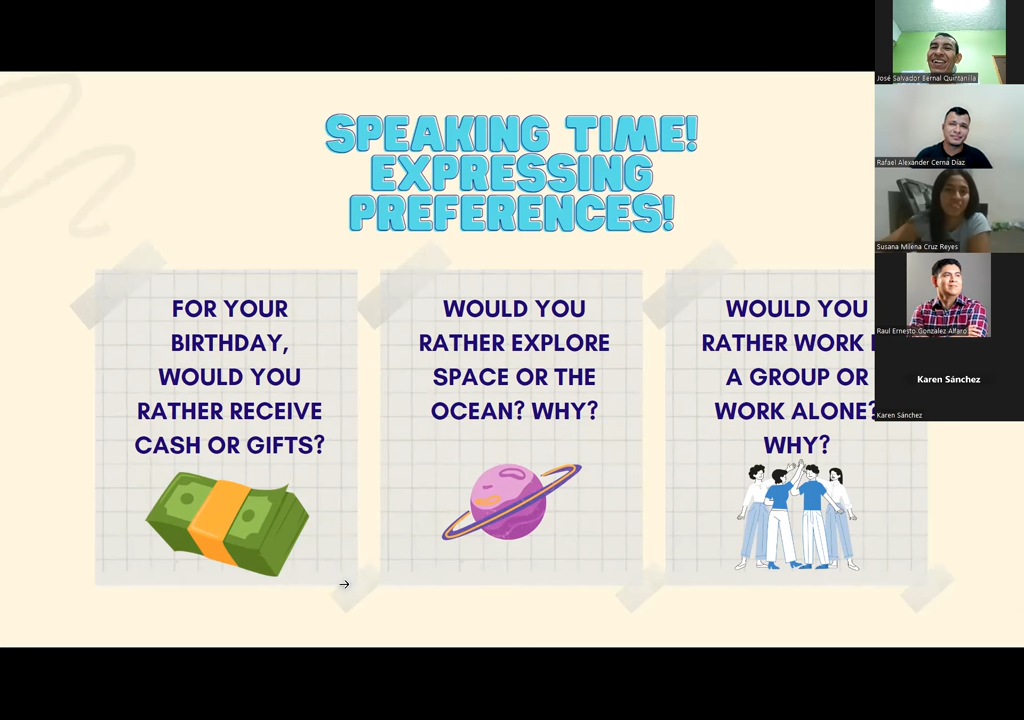 SPEAKING TIME!
EXPRESSING
PREFERENCES!
FOR YOUR
BIRTHDAY,
WOULD YOU
RATHER RECEIVE
CASH OR GIFTS?
WOULD YOU
RATHER EXPLORE
SPACE OR THE
OCEAN? WHY?
WOULD YOU
RATHER WORK
A GROUP OR
WORK ALONE?
WHY?
José Salvador Bernal Quintanilla
Rafael Alexander Cerna Díaz
Susana Milena Cruz Reyes
Raul Ernesto Gonzalez Alfaro
Karen Sánchez
Karen Sánchez